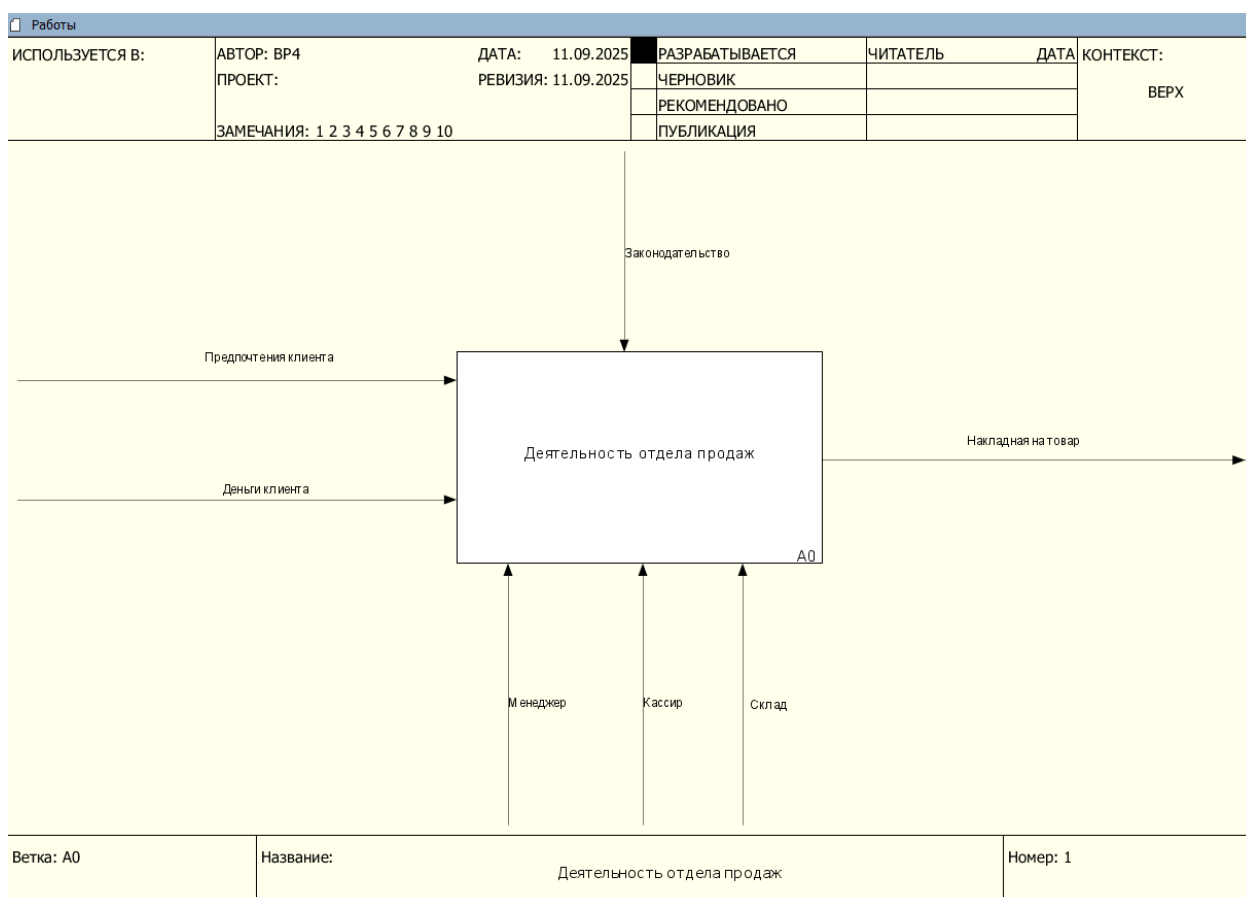 Работы
ИСПОЛЬЗУЕТСЯ В:
АВТОР: BP4
ДАТА: 11.09.2025
РАЗРАБАТЫВАЕТСЯ
ЧИТАТЕЛЬ
ДАТА
КОНТЕКСТ:
ПРОЕКТ:
РЕВИЗИЯ: 11.09.2025
ЧЕРНОВИК
ВЕРХ
РЕКОМЕНДОВАНО
ЗАМЕЧАНИЯ: 1 2 3 4 5 6 7 8 9 10
ПУБЛИКАЦИЯ
Законодательство
Предпочтения клиента
Деятельность отдела продаж
Накладная на товар
Деньги клиента
A0
Менеджер
Кассир
Склад
Ветка: A0
Название:
Деятельность отдела продаж
Номер: 1